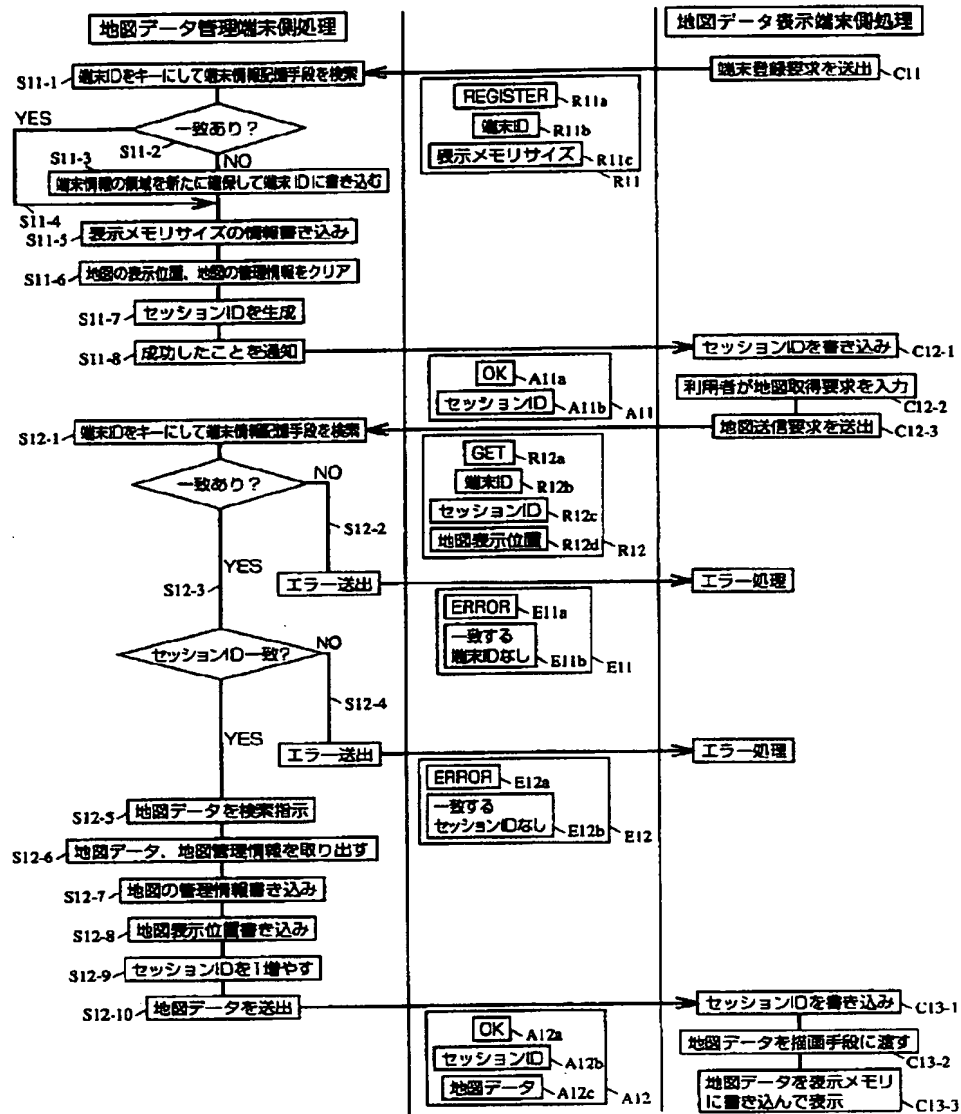 地図データ管理端末側処理
地図データ表示端末側処理
S11-1
端末IDをキーにして端末情報記憶手段を検索
端末登録要求を送出
C11
REGISTER
R11a
端末ID
R11b
表示メモリサイズ
R11c
R11
YES
一致あり?
S11-2
S11-3
NO
端末情報の領域を新たに確保して端末IDに書き込む
S11-4
S11-5
表示メモリサイズの情報書き込み
S11-6
地図の表示位置、地図の管理情報をクリア
S11-7
セッションIDを生成
S11-8
成功したことを通知
セッションIDを書き込み
C12-1
OK
A11a
セッションID
A11b
A11
利用者が地図取得要求を入力
C12-2
S12-1
端末IDをキーにして端末情報記憶手段を検索
地図送信要求を送出
C12-3
GET
R12a
端末ID
R12b
セッションID
R12c
地図表示位置
R12d
R12
一致あり?
NO
S12-2
YES
S12-3
エラー送出
エラー処理
ERROR
E11a
一致する
端末IDなし
E11b
E11
セッションID一致?
NO
S12-4
YES
エラー送出
エラー処理
ERROR
E12a
一致する
セッションIDなし
E12b
E12
S12-5
地図データを検索指示
S12-6
地図データ、地図管理情報を取り出す
S12-7
地図の管理情報書き込み
S12-8
地図表示位置書き込み
S12-9
セッションIDを1増やす
S12-10
地図データを送出
セッションIDを書き込み
C13-1
OK
A12a
セッションID
A12b
地図データ
A12c
A12
地図データを描画手段に渡す
C13-2
地図データを表示メモリ
に書き込んで表示
C13-3